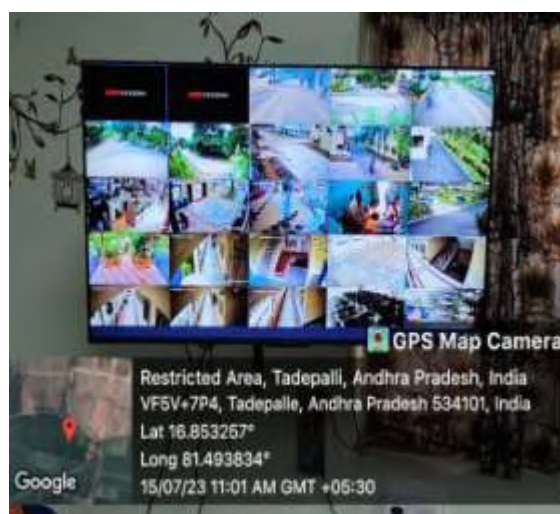 GPS Map Camera
Restricted Area, Tadepalli, Andhra Pradesh, India
VF5V+7P4, Tadepalle, Andhra Pradesh 534101, India
Lat 16.853257°
Long 81.493834°
15/07/23 11:01 AM GMT +05:30
Google